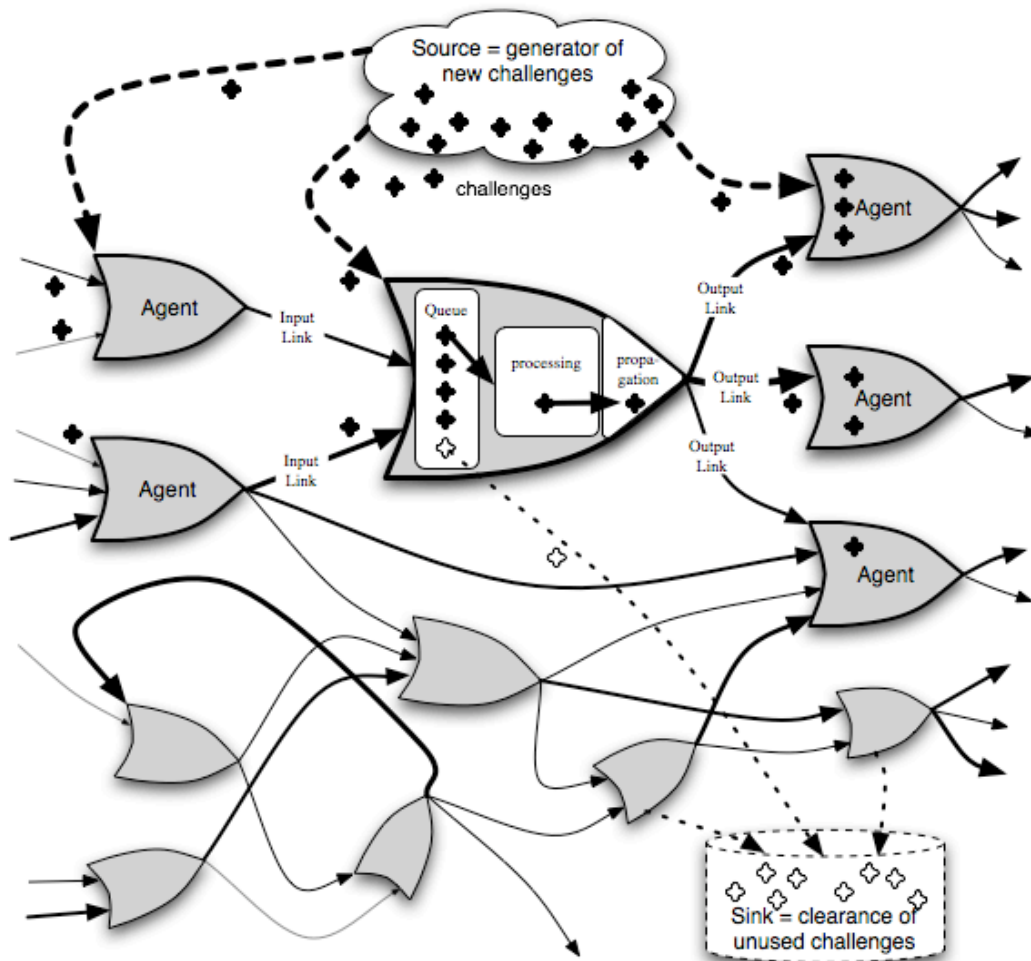 Source = generator of
new challenges
challenges
Agent
Agent
Input
Link
Queue
processing
propa-
gation
Output
Link
Output
Link
Agent
Agent
Input
Link
Output
Link
Agent
Sink = clearance of
unused challenges